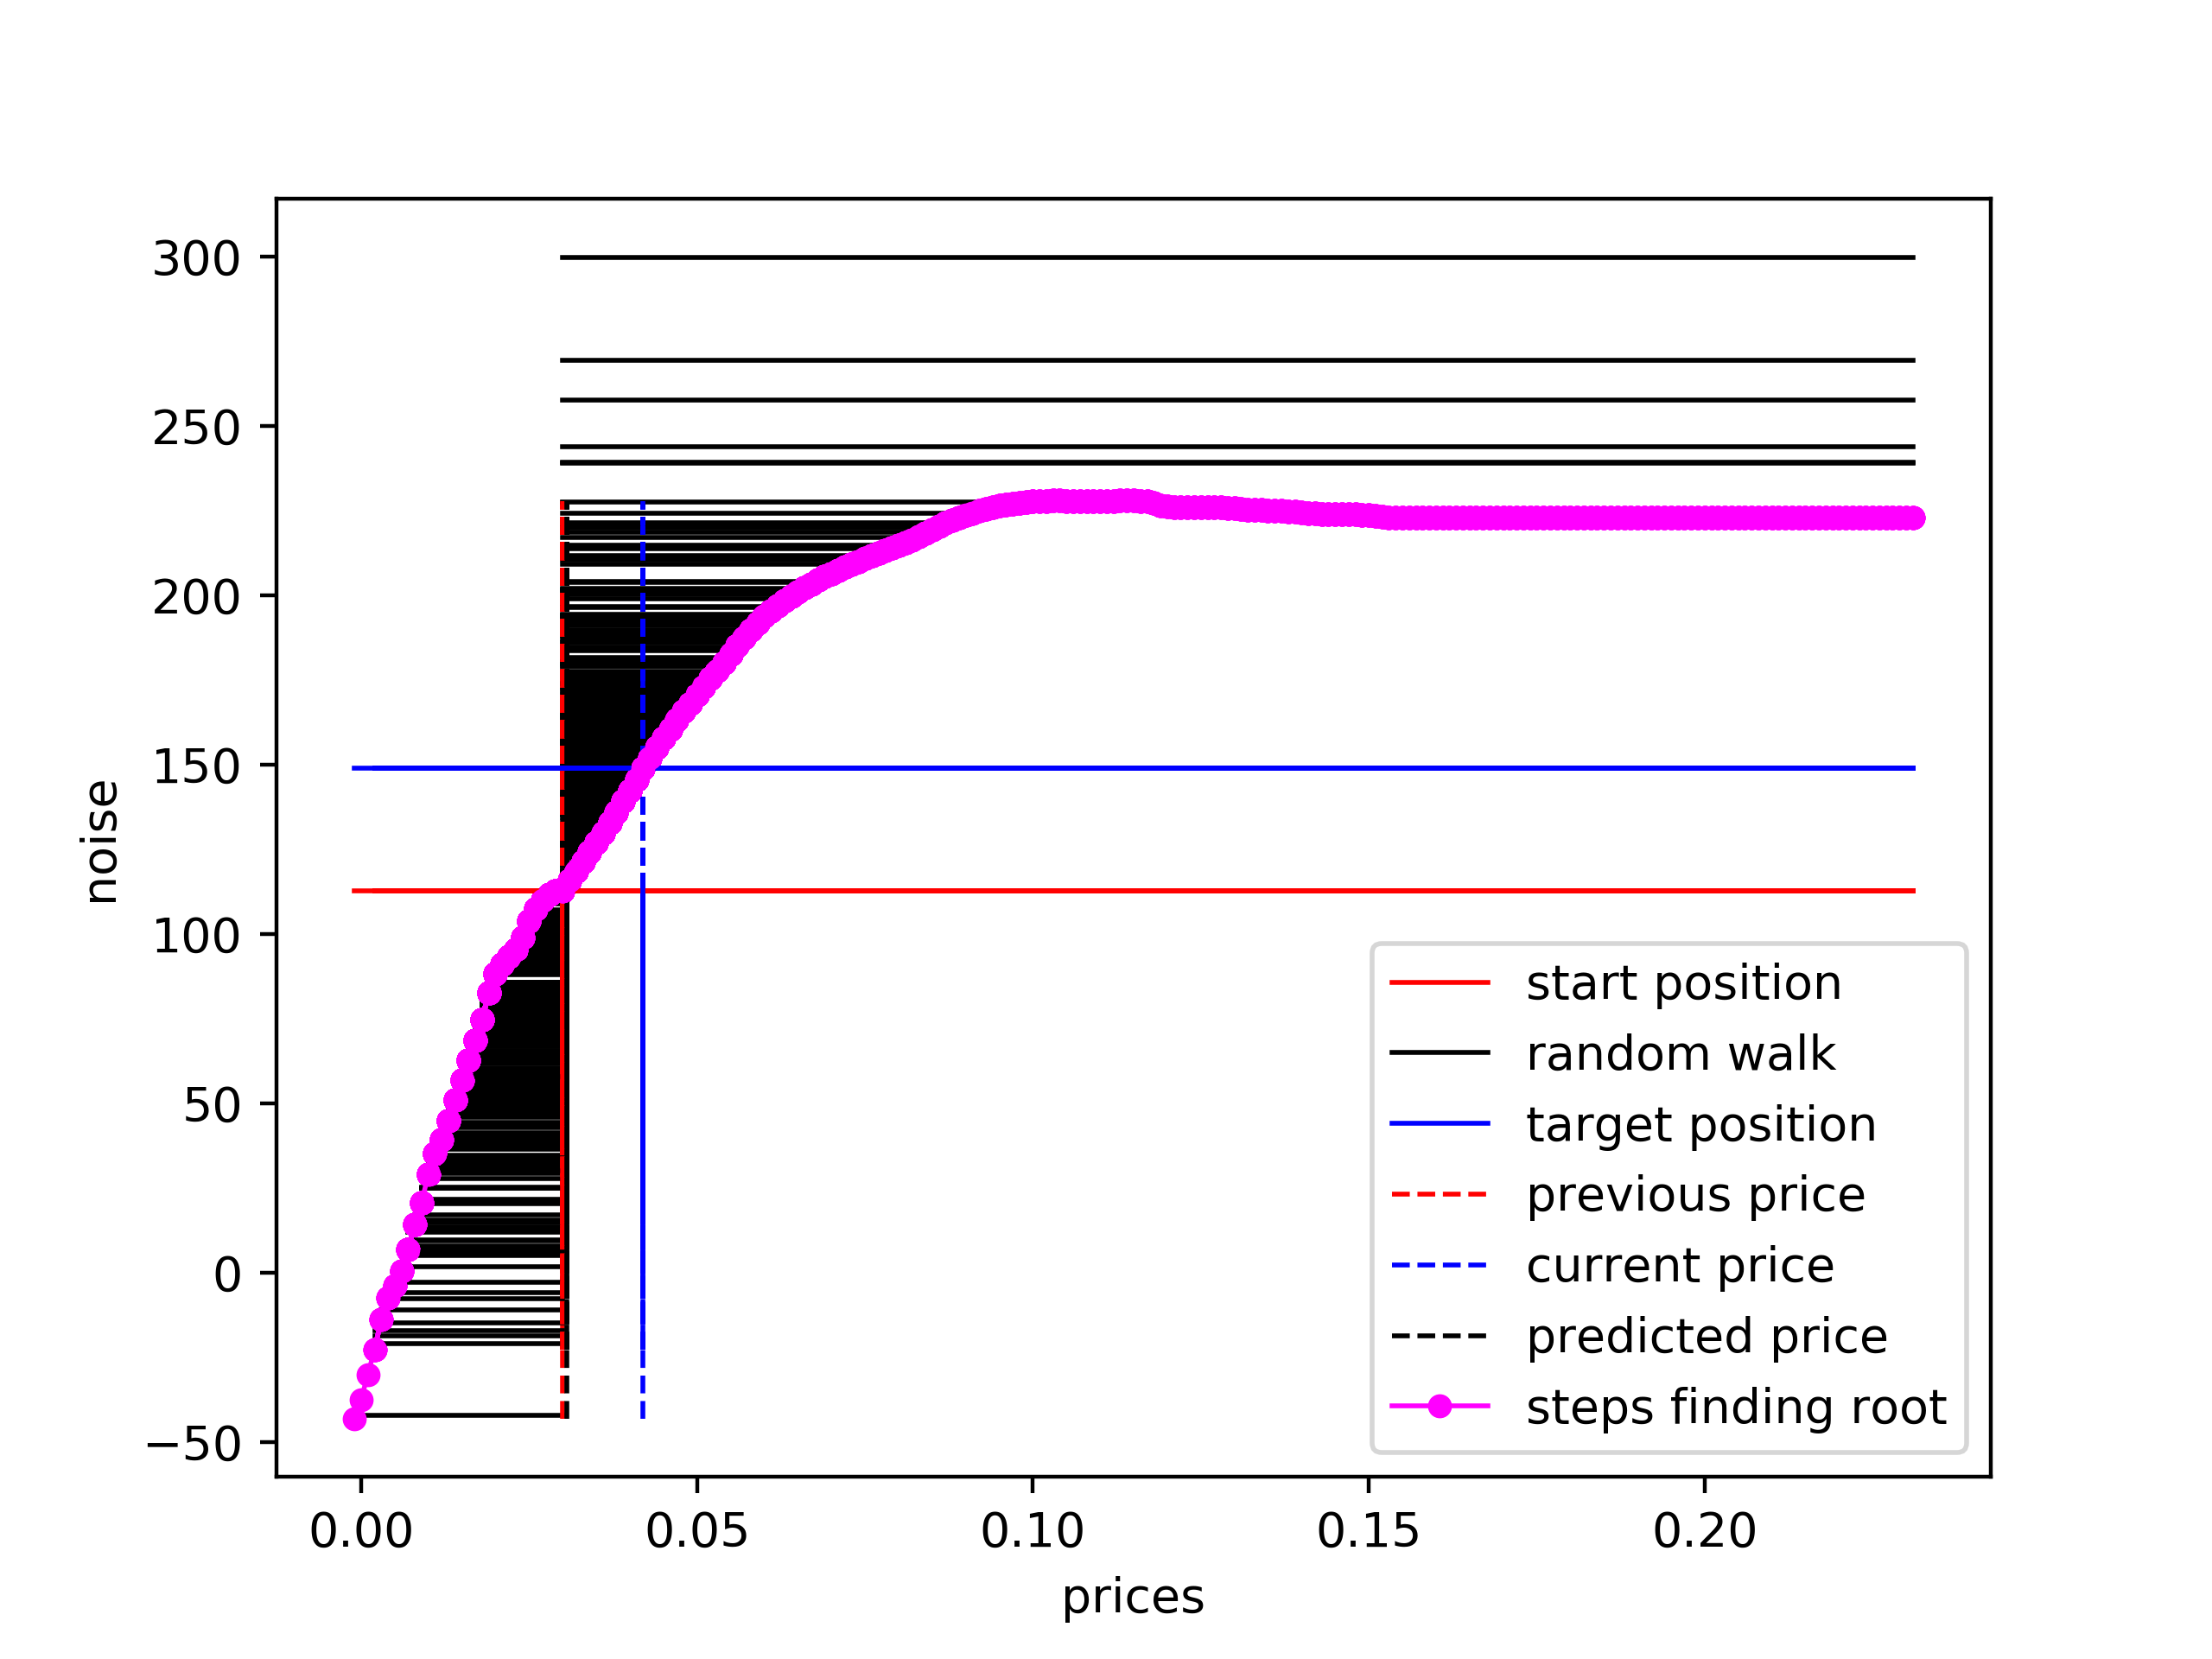 300
250
200
150
100
50
0
−50
noise
0.00 0.05 0.10 0.15 0.20
prices
start position
random walk
target position
previous price
current price
predicted price
steps finding root